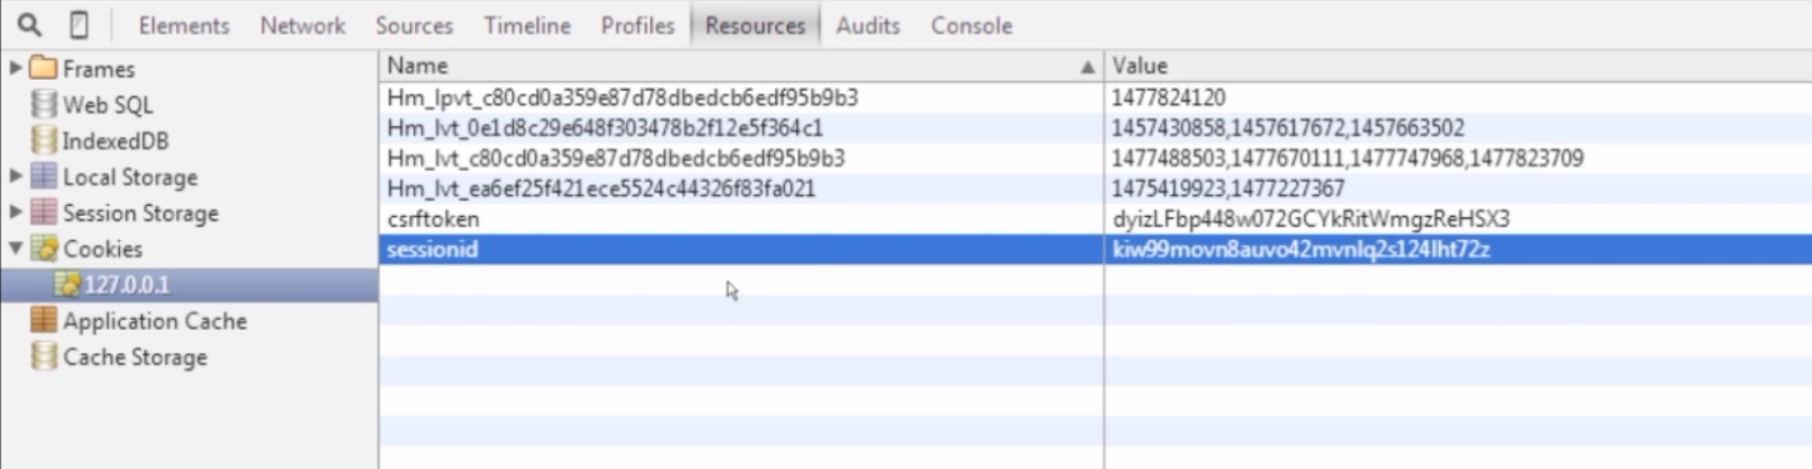 Elements Network Sources Timeline Profiles Resources Audits Console
Frames
Web SQL
IndexedDB
Local Storage
Session Storage
Cookies
127.0.0.1
Application Cache
Cache Storage
Name Value
Hm_lpvt_c80cd0a359e87d78dbedcb6edf95b9b3 1477824120
Hm_lvt_0e1d8c29e648f303478b2f12e5f364c1 1457430858,1457617672,1457663502
Hm_lvt_c80cd0a359e87d78dbedcb6edf95b9b3 1477488503,1477670111,1477747968,1477823709
Hm_lvt_ea6ef25f421ece5524c44326f83fa021 1475419923,1477227367
csrftoken dyizLFbp448w072GCYkRitWmgzReHSX3
sessionid kiw99movn8auvo42mvnlq2s124lht72z